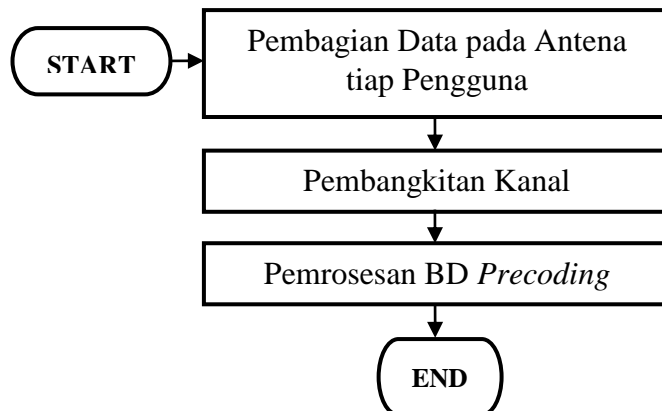 START
Pembagian Data pada Antena
tiap Pengguna
Pembangkitan Kanal
Pemrosesan BD Precoding
END